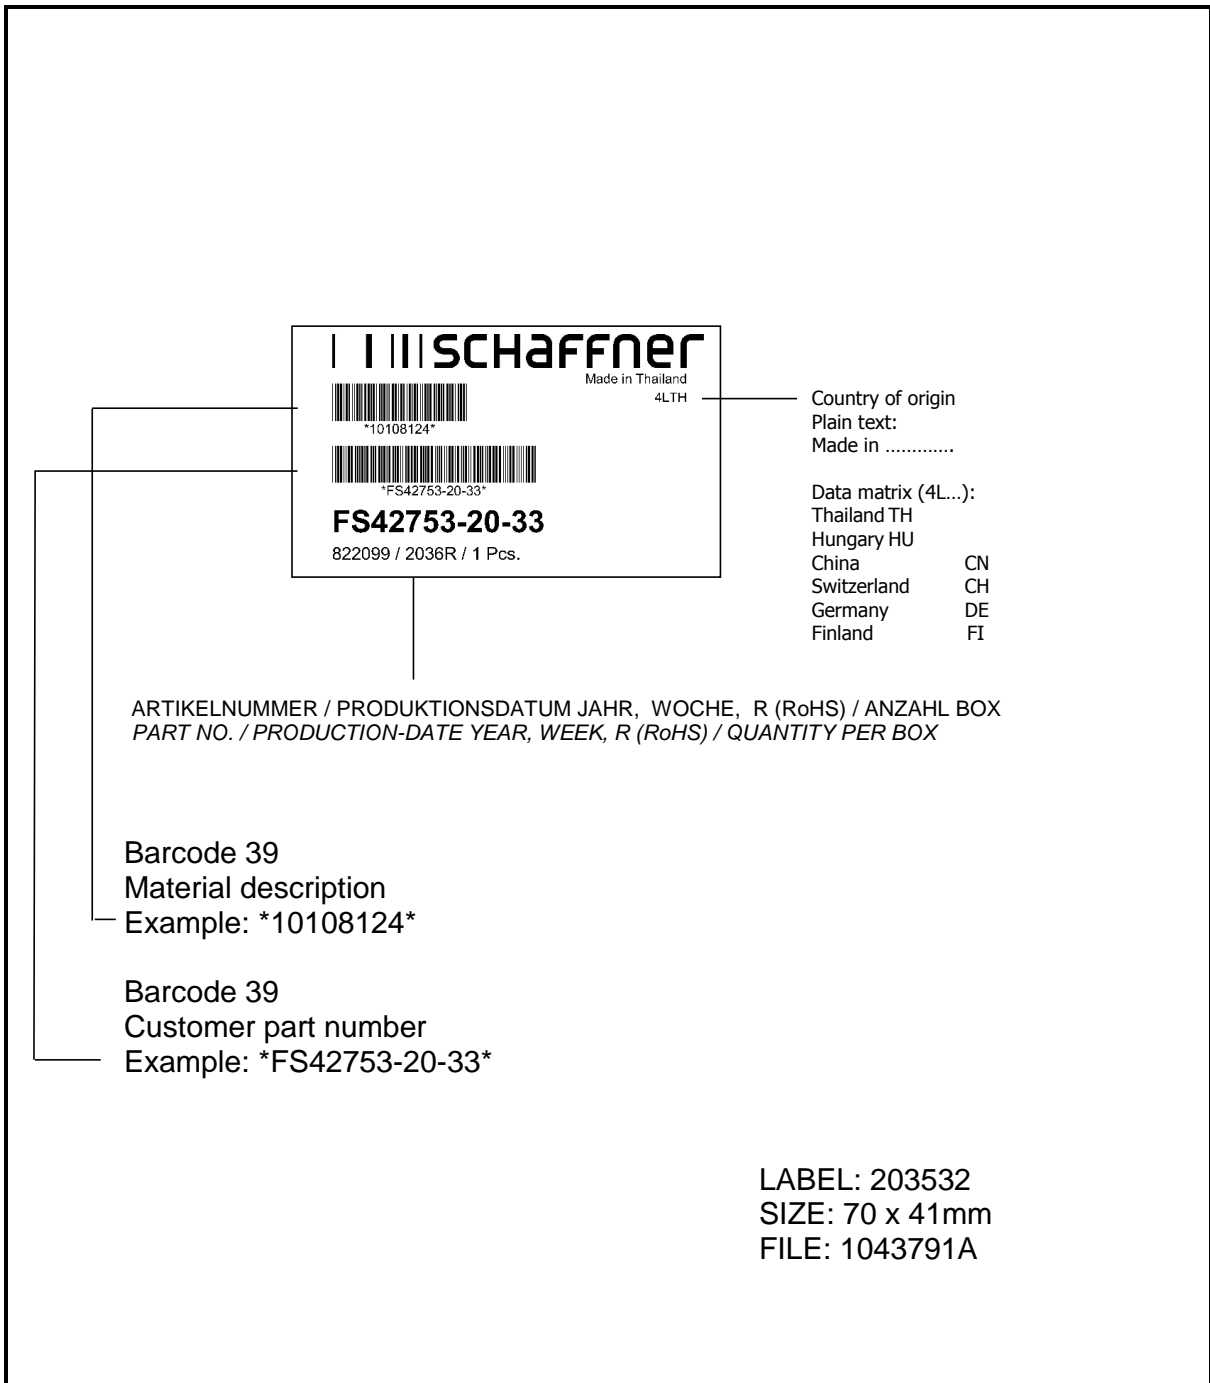 SCHAFFNER
Made in Thailand
4LTH
*10108124*
*FS42753-20-33*
FS42753-20-33
822099 / 2036R / 1 Pcs.
Country of origin
Plain text:
Made in ………….
Data matrix (4L…):
Thailand TH
Hungary HU
China CN
Switzerland CH
Germany DE
Finland FI
ARTIKELNUMMER / PRODUKTIONSDATUM JAHR, WOCHE, R (RoHS) / ANZAHL BOX
PART NO. / PRODUCTION-DATE YEAR, WEEK, R (RoHS) / QUANTITY PER BOX
Barcode 39
Material description
Example: *10108124*
Barcode 39
Customer part number
Example: *FS42753-20-33*
LABEL: 203532
SIZE: 70 x 41mm
FILE: 1043791A